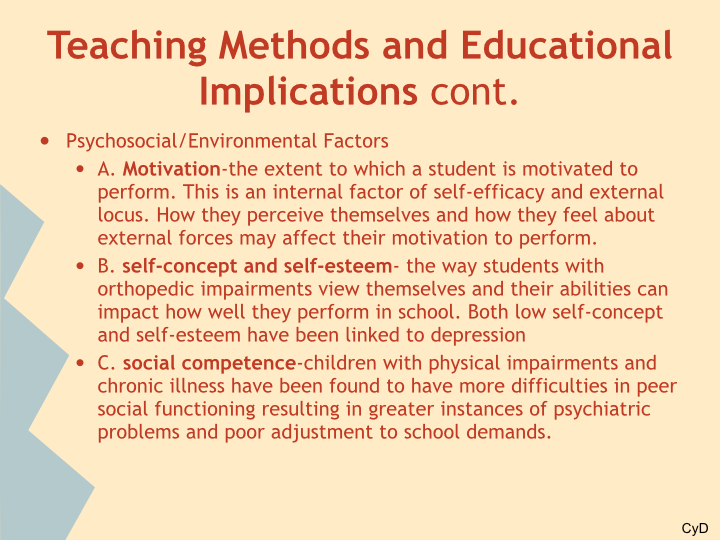 Teaching Methods and Educational
Implications cont.
• Psychosocial/Environmental Factors
• A. Motivation-the extent to which a student is motivated to
perform. This is an internal factor of self-efficacy and external
locus. How they perceive themselves and how they feel about
external forces may affect their motivation to perform.
• B. self-concept and self-esteem- the way students with
orthopedic impairments view themselves and their abilities can
impact how well they perform in school. Both low self-concept
and self-esteem have been linked to depression
• C. social competence-children with physical impairments and
chronic illness have been found to have more difficulties in peer
social functioning resulting in greater instances of psychiatric
problems and poor adjustment to school demands.
CyD